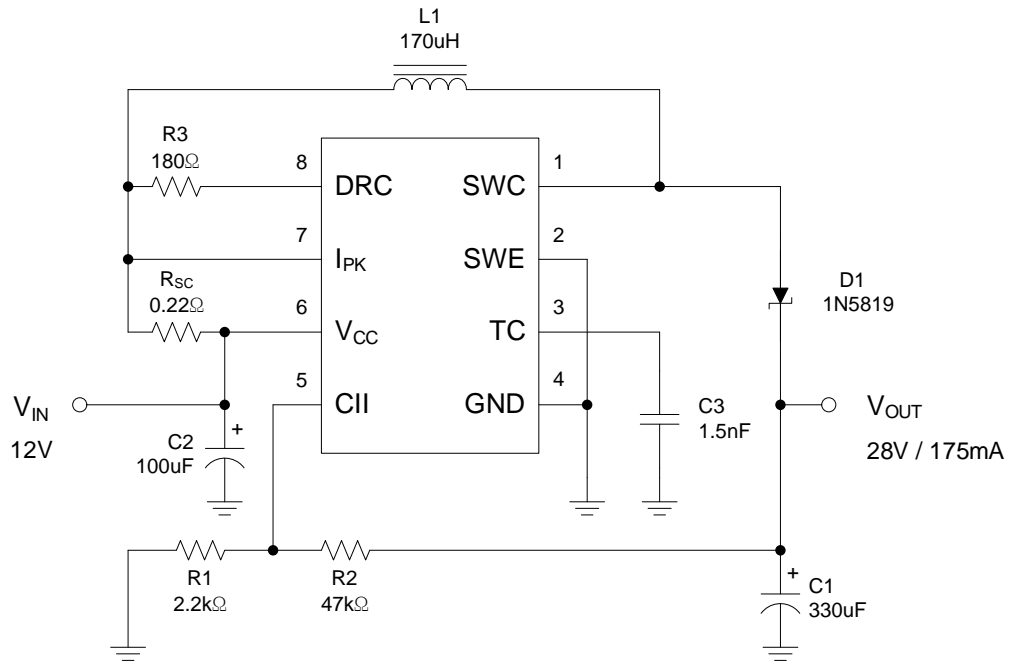 L1
170uH
R3
180Ω
8
DRC
SWC
1
7
IPK
SWE
2
RSC
0.22Ω
6
VCC
TC
3
D1
1N5819
5
CII
GND
4
VIN
12V
C2
100uF
+
C3
1.5nF
VOUT
28V / 175mA
R1
2.2kΩ
R2
47kΩ
+
C1
330uF